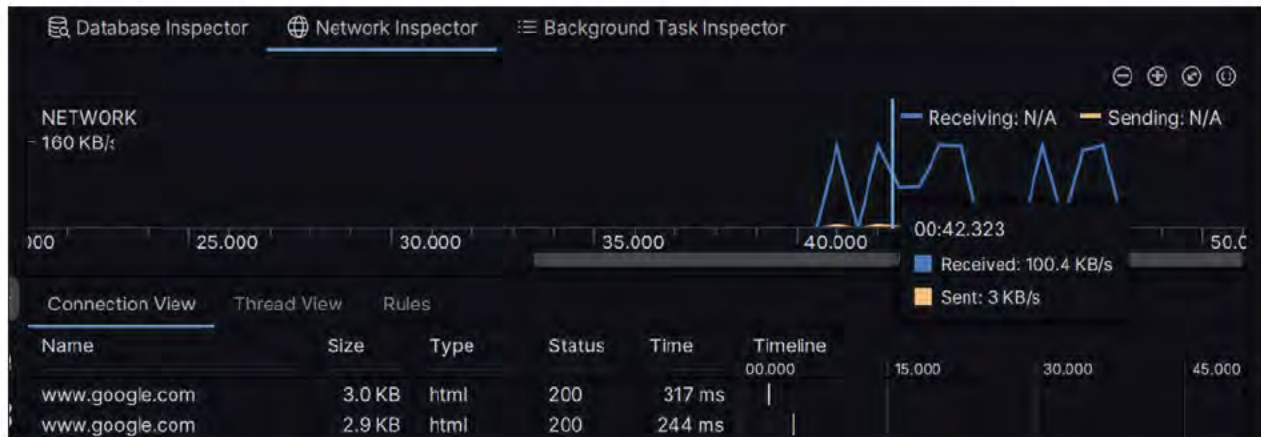 Database Inspector Network Inspector Background Task Inspector
NETWORK
160 KB/s
Receiving: N/A Sending: N/A
000 25.000 30.000 35.000 40.000 50.0
00:42.323
Received: 100.4 KB/s
Sent: 3 KB/s
Connection View Thread View Rules
Name Size Type Status Time Timeline
00.000 15.000 30.000 45.000
www.google.com 3.0 KB html 200 317 ms
www.google.com 2.9 KB html 200 244 ms